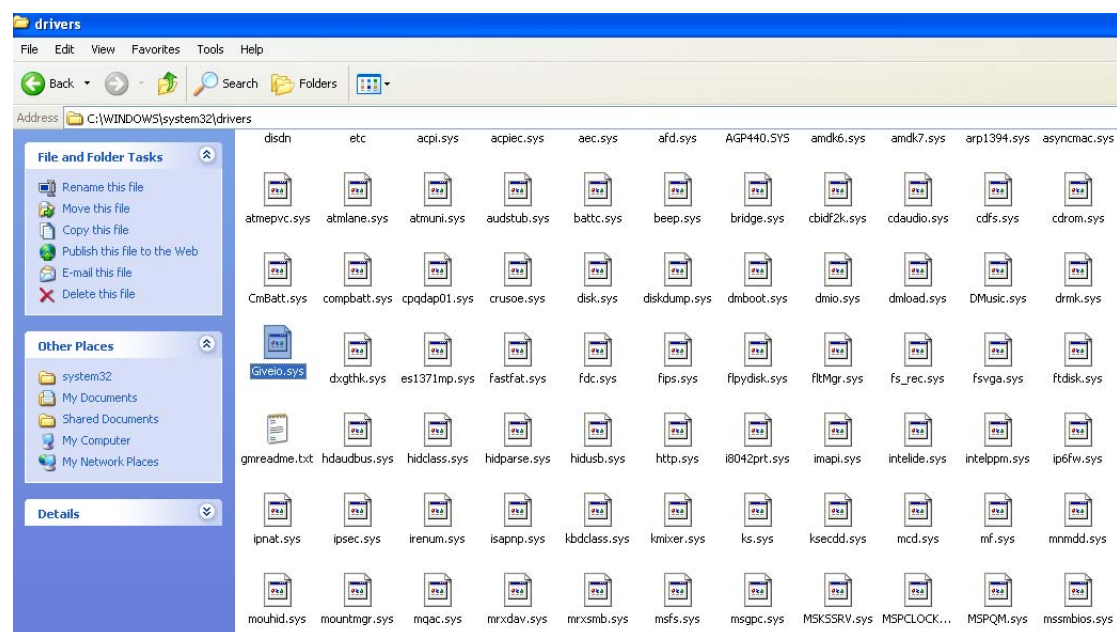 drivers
File Edit View Favorites Tools Help
Back Search Folders
Address C:\WINDOWS\system32\drivers
File and Folder Tasks
Rename this file
Move this file
Copy this file
Publish this file to the Web
E-mail this file
Delete this file
Other Places
system32
My Documents
Shared Documents
My Computer
My Network Places
Details
disdn etc acpi.sys acpiec.sys aec.sys afd.sys AGP440.SYS amdk6.sys amdk7.sys arp1394.sys asyncmac.sys
atmepvc.sys atmlane.sys atmuni.sys audstub.sys battc.sys beep.sys bridge.sys cbidf2k.sys cdaudio.sys cdfs.sys cdrom.sys
CmBatt.sys compbatt.sys cpqdap01.sys crusoe.sys disk.sys diskdump.sys dmboot.sys dmio.sys dmload.sys DMusic.sys drmk.sys
Giveio.sys dxgthk.sys es1371mp.sys fastfat.sys fdc.sys fips.sys flpydisk.sys fltMgr.sys fs_rec.sys fsvga.sys ftdisk.sys
gmreadme.txt hdaudbus.sys hidclass.sys hidparse.sys hidusb.sys http.sys i8042prt.sys imapi.sys intelide.sys intelppm.sys ip6fw.sys
ipnat.sys ipsec.sys irenum.sys isapnp.sys kbdclass.sys kmixer.sys ks.sys ksecdd.sys mcd.sys mf.sys mnmdd.sys
mouhid.sys mountmgr.sys mqac.sys mrxdav.sys mrxsmb.sys msfs.sys msgpc.sys MSKSSRV.sys MSPCLOCK... MSPQM.sys mssmbios.sys